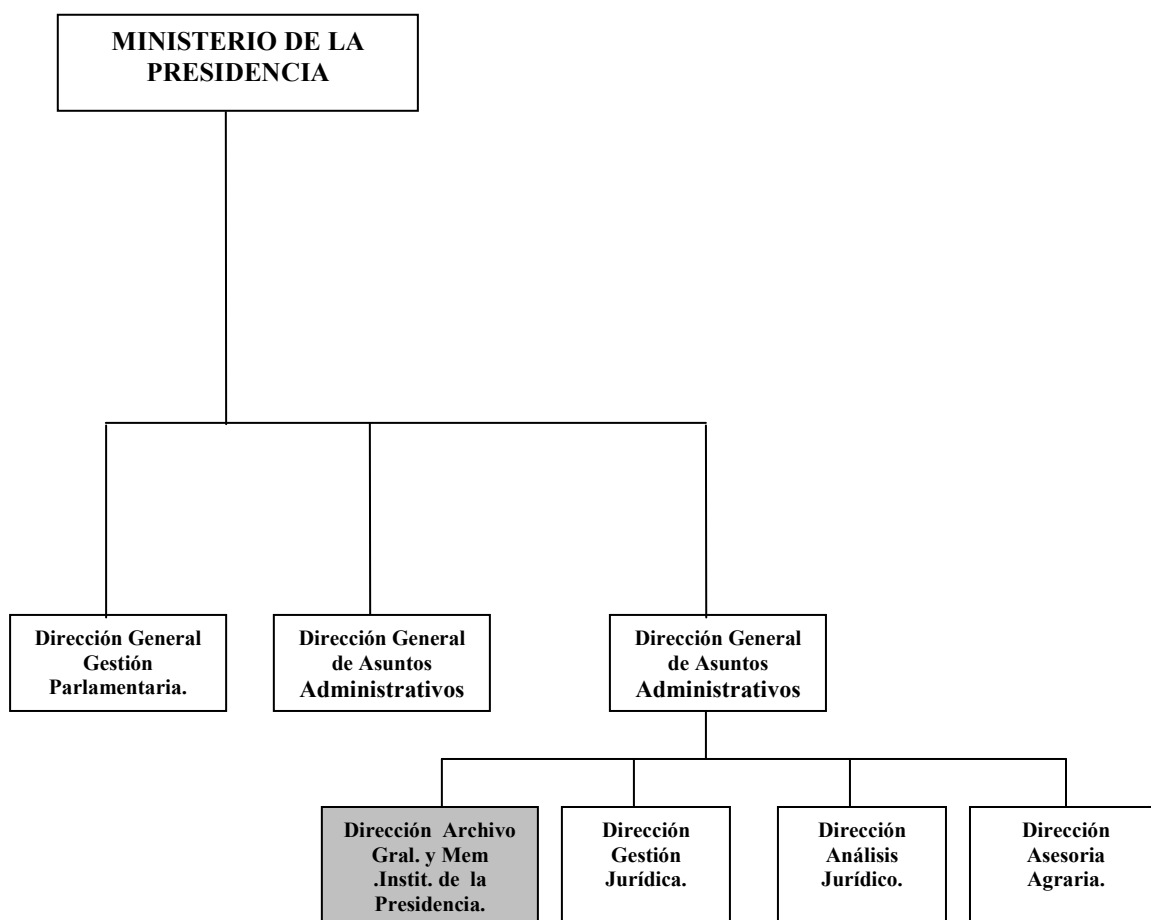 MINISTERIO DE LA
PRESIDENCIA
Dirección General
Gestión
Parlamentaria.
Dirección General
de Asuntos
Administrativos
Dirección General
de Asuntos
Administrativos
Dirección Archivo
Gral. y Mem
.Instit. de la
Presidencia.
Dirección
Gestión
Jurídica.
Dirección
Análisis
Jurídico.
Dirección
Asesoria
Agraria.